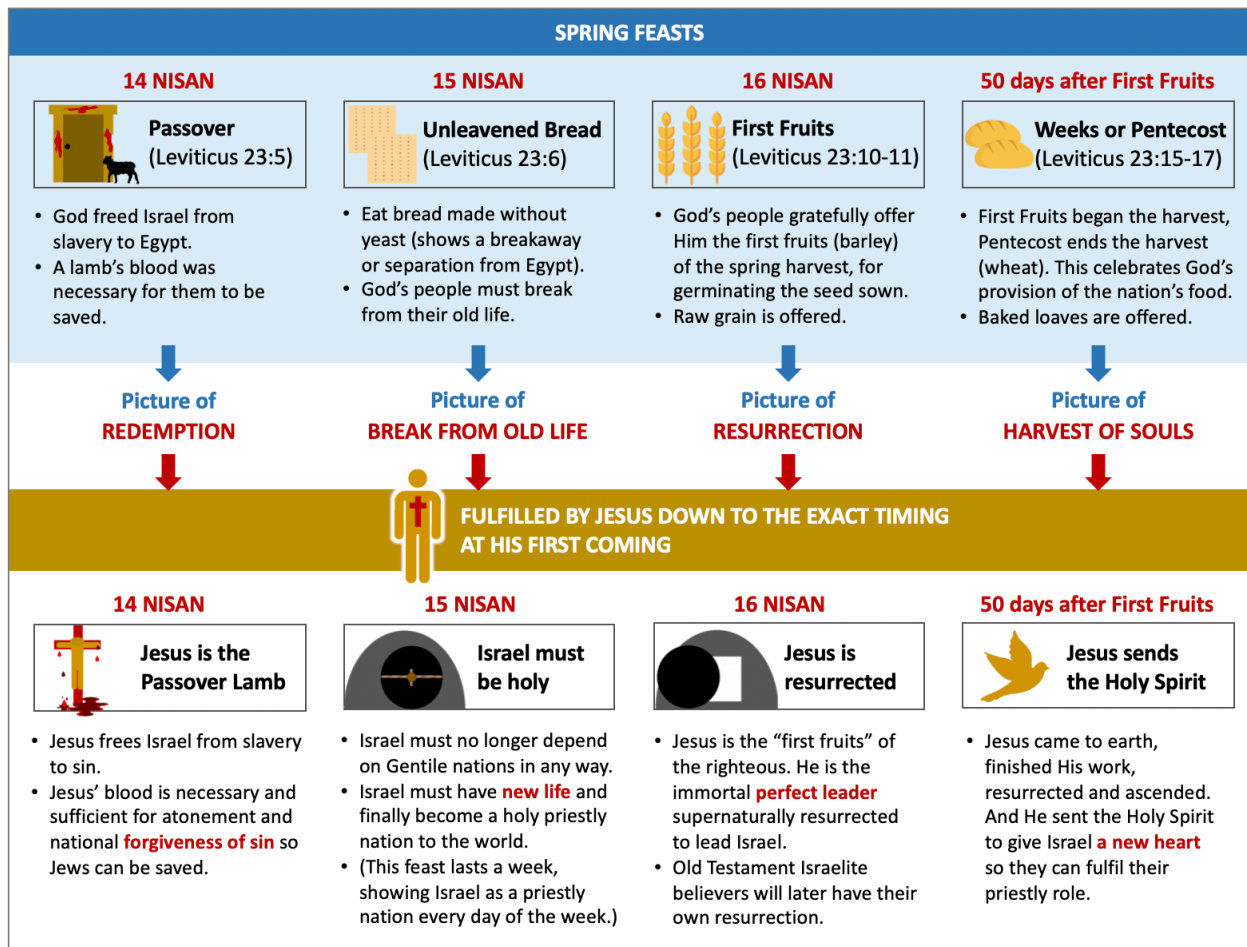 SPRING FEASTS
14 NISAN
Passover
(Leviticus 23:5)
• God freed Israel from
slavery to Egypt.
• A lamb's blood was
necessary for them to be
saved.
Picture of
REDEMPTION
15 NISAN
Unleavened Bread
(Leviticus 23:6)
• Eat bread made without
yeast (shows a breakaway
or separation from Egypt).
• God's people must break
from their old life.
Picture of
BREAK FROM OLD LIFE
16 NISAN
First Fruits
(Leviticus 23:10-11)
• God's people gratefully offer
Him the first fruits (barley)
of the spring harvest, for
germinating the seed sown.
• Raw grain is offered.
Picture of
RESURRECTION
50 days after First Fruits
Weeks or Pentecost
(Leviticus 23:15-17)
• First Fruits began the harvest,
Pentecost ends the harvest
(wheat). This celebrates God's
provision of the nation's food.
• Baked loaves are offered.
Picture of
HARVEST OF SOULS
FULFILLED BY JESUS DOWN TO THE EXACT TIMING
AT HIS FIRST COMING
14 NISAN
Jesus is the
Passover Lamb
• Jesus frees Israel from slavery
to sin.
• Jesus' blood is necessary and
sufficient for atonement and
national forgiveness of sin so
Jews can be saved.
15 NISAN
Israel must
be holy
• Israel must no longer depend
on Gentile nations in any way.
• Israel must have new life and
finally become a holy priestly
nation to the world.
• (This feast lasts a week,
showing Israel as a priestly
nation every day of the week.)
16 NISAN
Jesus is
resurrected
• Jesus is the "first fruits" of
the righteous. He is the
immortal perfect leader
supernaturally resurrected
to lead Israel.
• Old Testament Israelite
believers will later have their
own resurrection.
50 days after First Fruits
Jesus sends
the Holy Spirit
• Jesus came to earth,
finished His work,
resurrected and ascended.
And He sent the Holy Spirit
to give Israel a new heart
so they can fulfil their
priestly role.